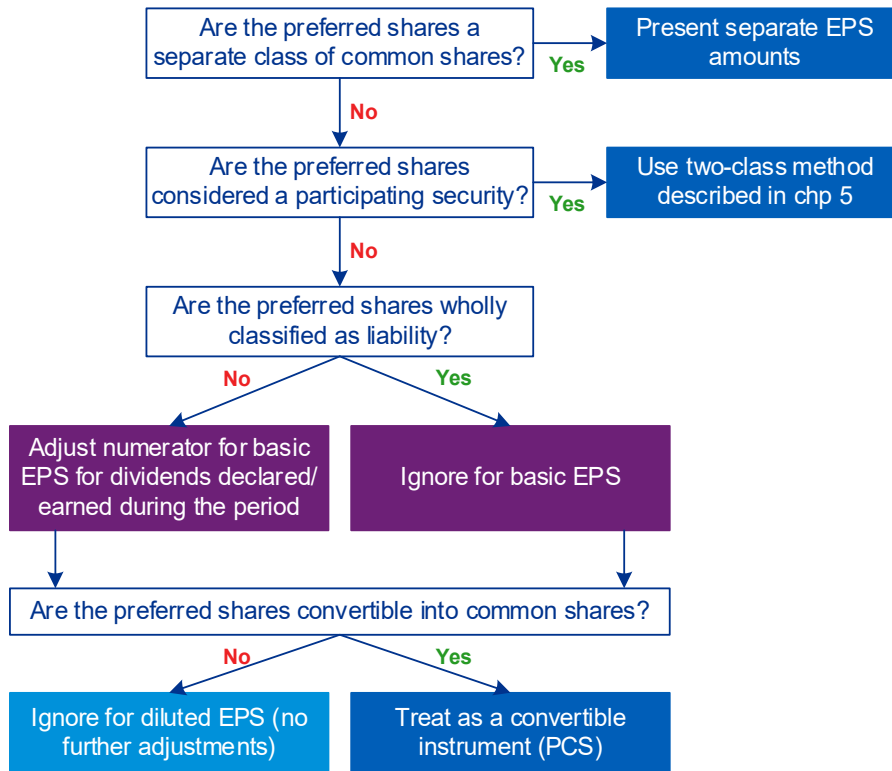 Are the preferred shares a
separate class of common shares?
Yes
Present separate EPS
amounts
No
Are the preferred shares
considered a participating security?
Yes
Use two-class method
described in chp 5
No
Are the preferred shares wholly
classified as liability?
No
Yes
Adjust numerator for basic
EPS for dividends declared/
earned during the period
Ignore for basic EPS
Are the preferred shares convertible into common shares?
No
Yes
Ignore for diluted EPS (no
further adjustments)
Treat as a convertible
instrument (PCS)